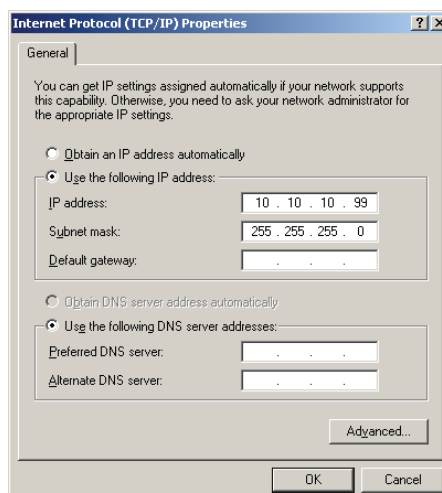 Internet Protocol (TCP/IP) Properties
General
You can get IP settings assigned automatically if your network supports
this capability. Otherwise, you need to ask your network administrator for
the appropriate IP settings.
Obtain an IP address automatically
Use the following IP address:
IP address: 10 . 10 . 10 . 99
Subnet mask: 255 . 255 . 255 . 0
Default gateway: . . .
Obtain DNS server address automatically
Use the following DNS server addresses:
Preferred DNS server: . . .
Alternate DNS server: . . .
Advanced...
OK Cancel